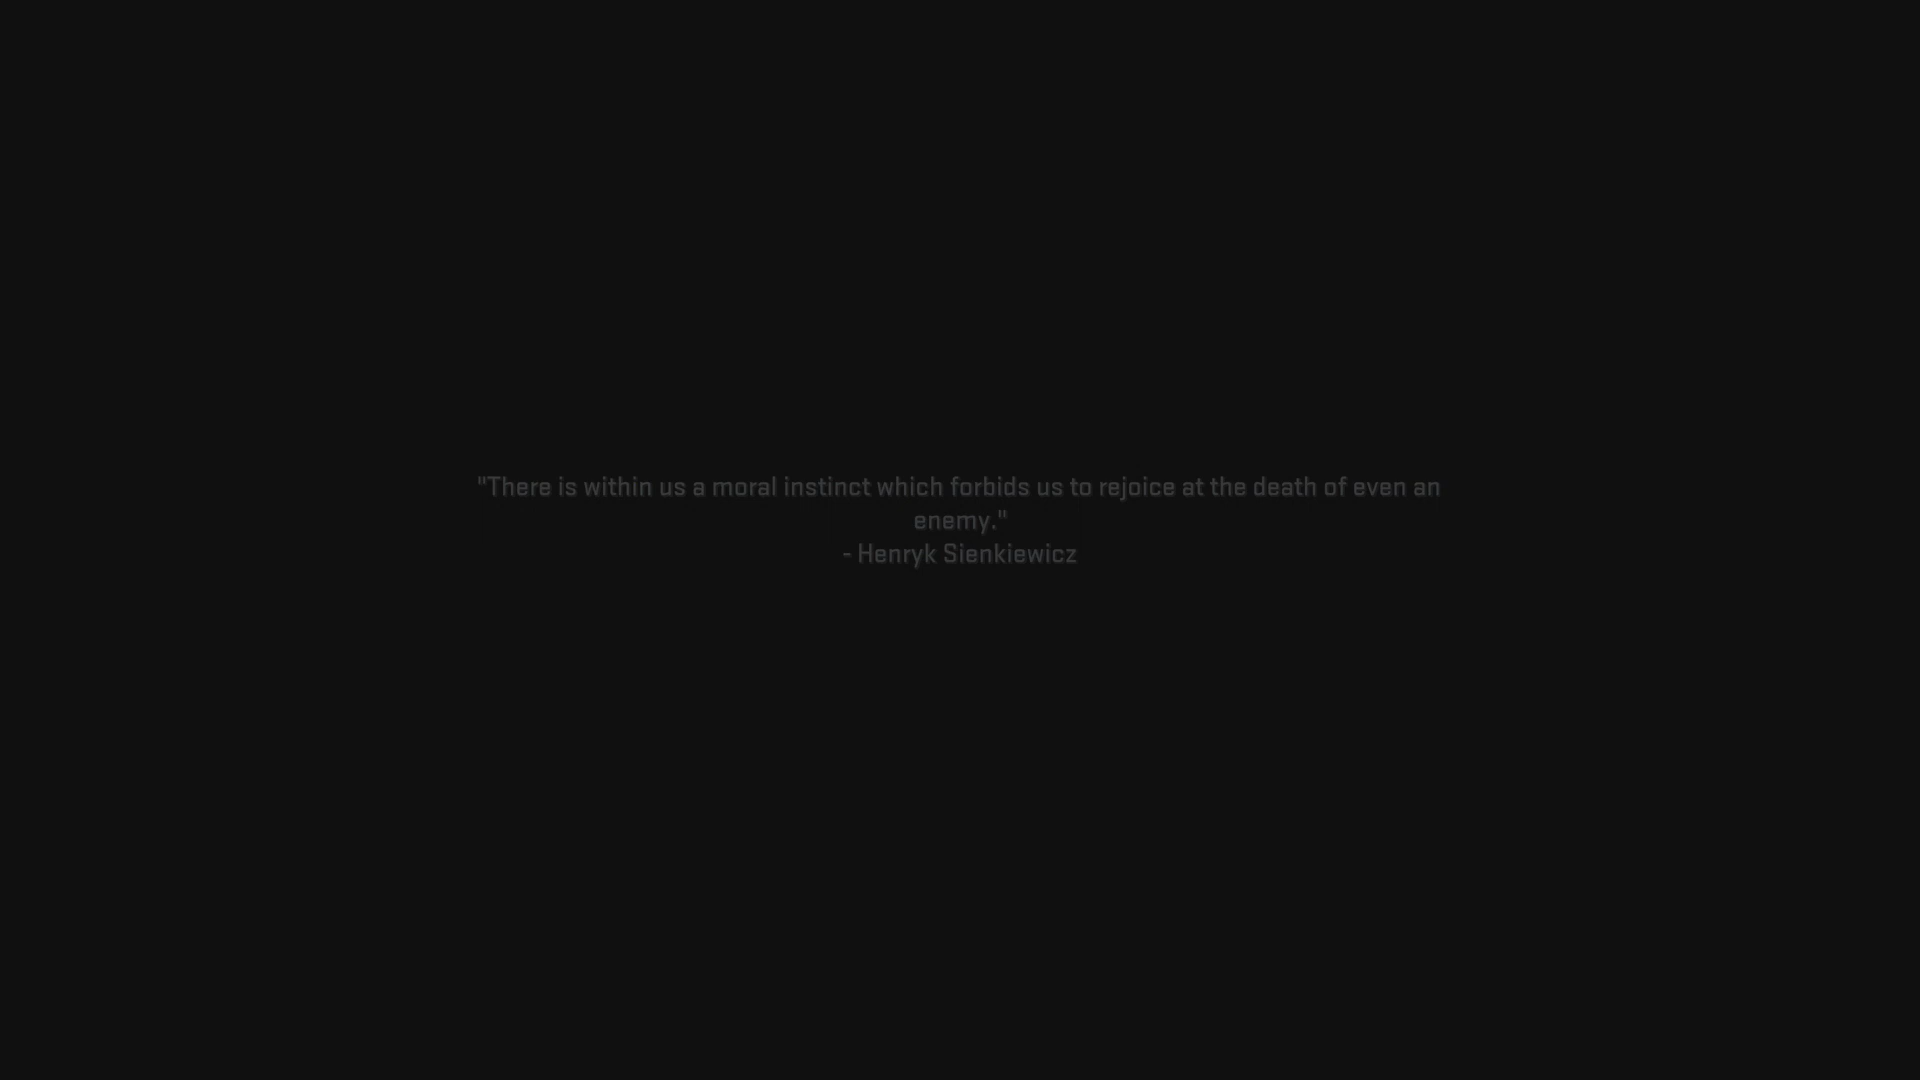 "There is within us a moral instinct which forbids us to rejoice at the death of even an
enemy."
- Henryk Sienkiewicz